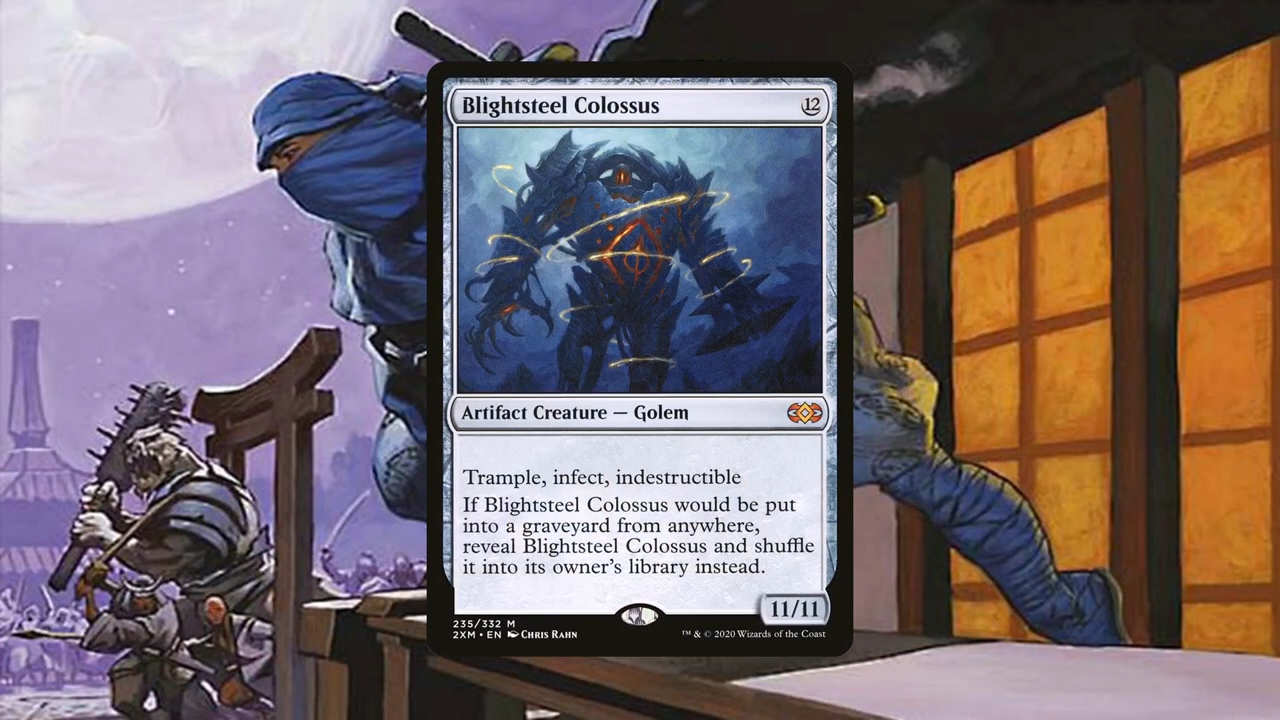 Blightsteel Colossus 12
Artifact Creature — Golem
Trample, infect, indestructible
If Blightsteel Colossus would be put
into a graveyard from anywhere,
reveal Blightsteel Colossus and shuffle
it into its owner's library instead.
11/11
235/332 M
2XM • EN Chris Rahn
™ & © 2020 Wizards of the Coast